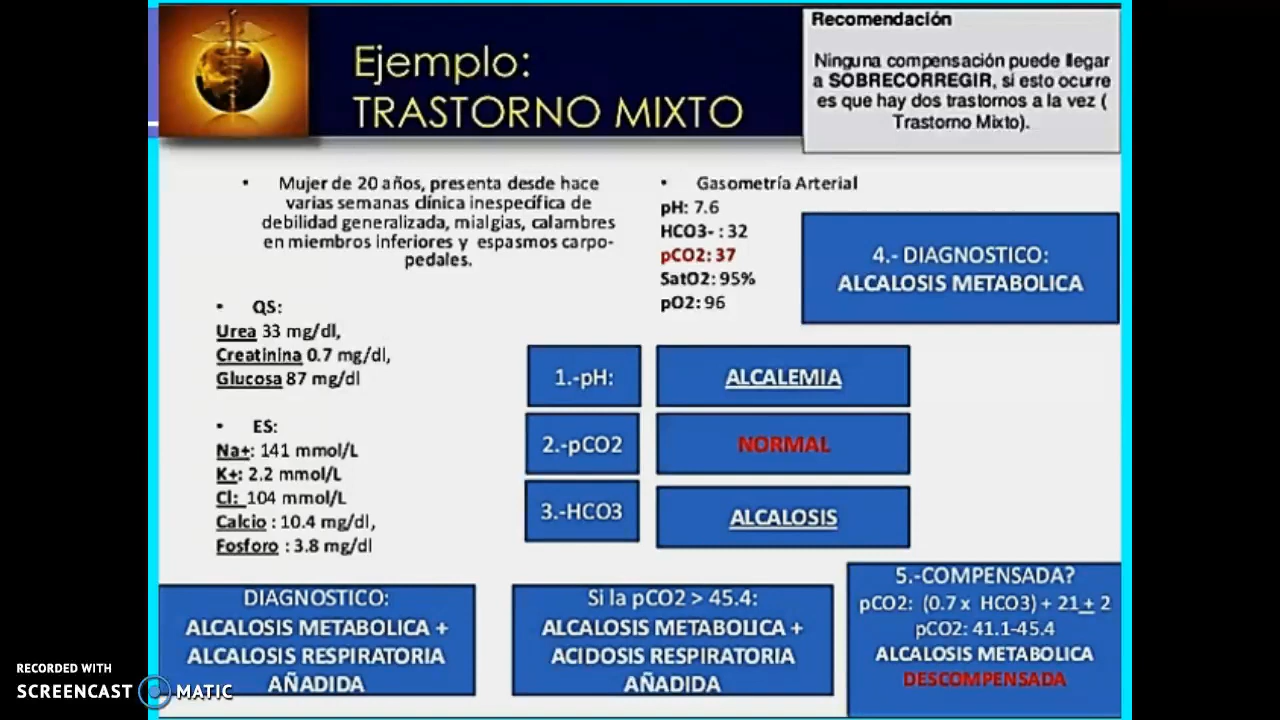 Ejemplo:
TRASTORNO MIXTO
Recomendación
Ninguna compensación puede llegar
a SOBRECORREGIR, si esto ocurre
es que hay dos trastornos a la vez (
Trastorno Mixto).
• Mujer de 20 años, presenta desde hace
varias semanas clínica inespecífica de
debilidad generalizada, mialgias, calambres
en miembros inferiores y espasmos carpo-
pedales.
• QS:
Urea 33 mg/dl,
Creatinina 0.7 mg/dl,
Glucosa 87 mg/dl
• ES:
Na+: 141 mmol/L
K+: 2.2 mmol/L
Cl: 104 mmol/L
Calcio : 10.4 mg/dl,
Fosforo : 3.8 mg/dl
• Gasometría Arterial
pH: 7.6
HCO3- : 32
pCO2: 37
SatO2: 95%
pO2: 96
4.- DIAGNOSTICO:
ALCALOSIS METABOLICA
1.-pH:
ALCALEMIA
2.-pCO2
NORMAL
3.-HCO3
ALCALOSIS
DIAGNOSTICO:
ALCALOSIS METABOLICA +
ALCALOSIS RESPIRATORIA
AÑADIDA
Si la pCO2 > 45.4:
ALCALOSIS METABOLICA +
ACIDOSIS RESPIRATORIA
AÑADIDA
5.-COMPENSADA?
pCO2: (0.7 x HCO3) + 21 + 2
pCO2: 41.1-45.4
ALCALOSIS METABOLICA
DESCOMPENSADA
RECORDED WITH
SCREENCAST MATIC